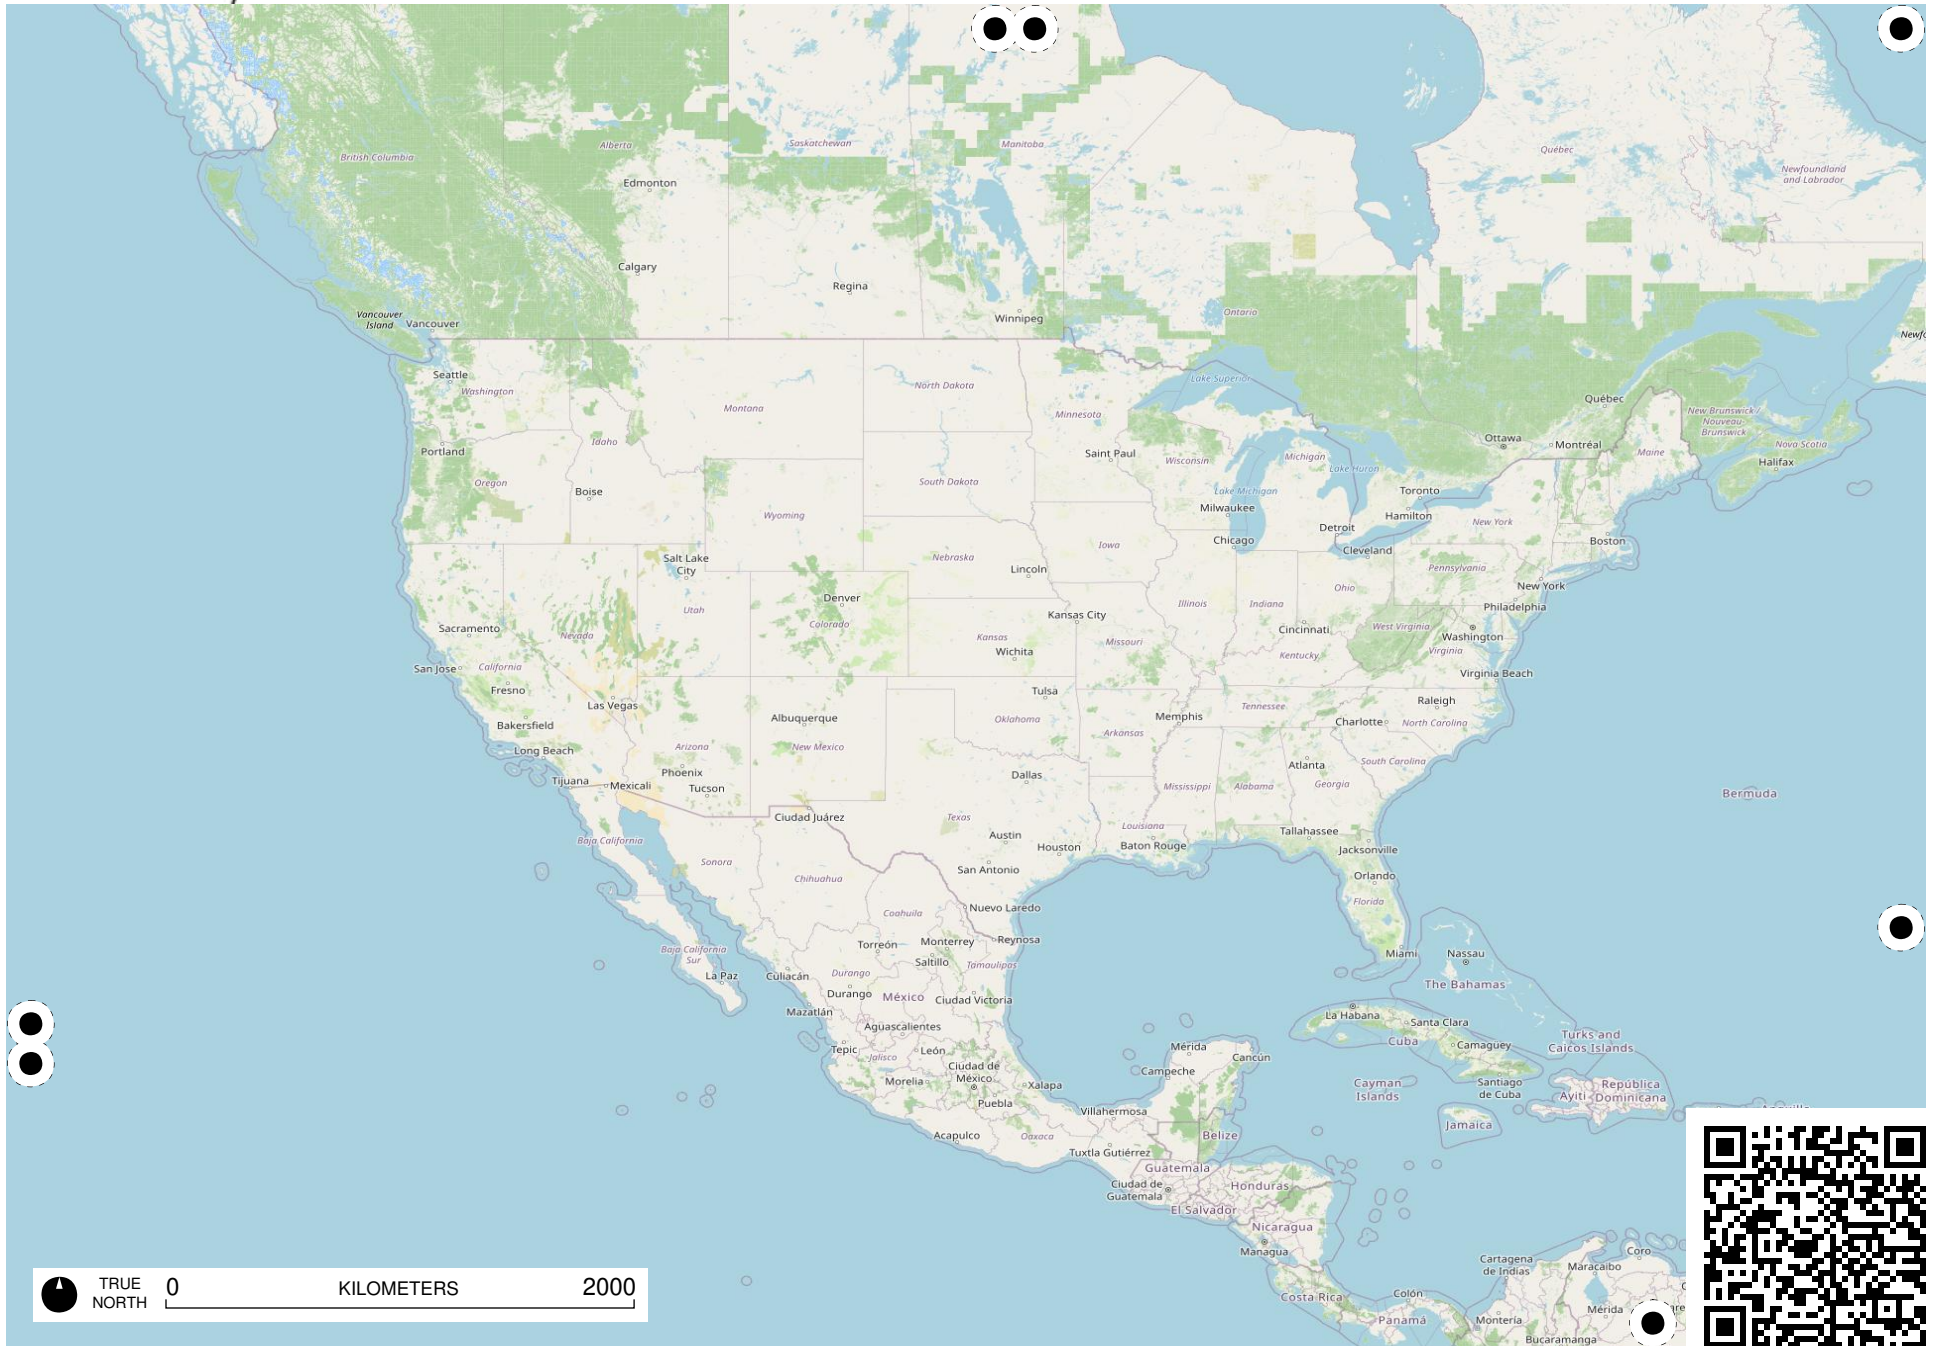 British Columbia
Alberta
Saskatchewan
Manitoba
Québec
Newfoundland
and Labrador
Edmonton
Calgary
Regina
Winnipeg
Ontario
Vancouver
Island
Vancouver
Seattle
Washington
Montana
North Dakota
Minnesota
Lake Superior
Québec
New Brunswick /
Nouveau-
Brunswick
Nova Scotia
Halifax
Ottawa
Montréal
Maine
Portland
Idaho
Oregon
Boise
Wyoming
South Dakota
Saint Paul
Wisconsin
Michigan
Lake Huron
Lake Michigan
Milwaukee
Toronto
Hamilton
Detroit
New York
Boston
Salt Lake
City
Nebraska
Iowa
Chicago
Cleveland
Lincoln
Pennsylvania
New York
Philadelphia
Utah
Denver
Colorado
Illinois
Indiana
Ohio
Kansas City
Sacramento
Nevada
Kansas
Missouri
Cincinnati
West Virginia
Washington
Virginia
San Jose
California
Wichita
Kentucky
Virginia Beach
Fresno
Las Vegas
Tulsa
Tennessee
Raleigh
Bakersfield
Albuquerque
Oklahoma
Memphis
Charlotte
North Carolina
Long Beach
Arizona
New Mexico
Arkansas
Atlanta
South Carolina
Tijuana
Mexicali
Phoenix
Tucson
Dallas
Mississippi
Alabama
Georgia
Bermuda
Ciudad Juárez
Texas
Louisiana
Tallahassee
Baja California
Sonora
Austin
Houston
Baton Rouge
Jacksonville
San Antonio
Chihuahua
Orlando
Florida
Coahuila
Nuevo Laredo
Torreón
Monterrey
Reynosa
Baja California
Sur
Saltillo
Tamaulipas
Miami
Nassau
La Paz
Culiacán
Durango
The Bahamas
Durango
México
Ciudad Victoria
Mazatlán
Aguascalientes
La Habana
Santa Clara
Turks and
Caicos Islands
Tepic
Jalisco
León
Mérida
Cancún
Cuba
Camaguey
Ciudad de
México
Campeche
Morelia
Xalapa
Cayman
Islands
Santiago
de Cuba
Ayiti
República
Dominicana
Puebla
Villahermosa
Jamaica
Acapulco
Oaxaca
Belize
Tuxtla Gutiérrez
Guatemala
Ciudad de
Guatemala
Honduras
El Salvador
Nicaragua
Managua
Cartagena
de Indias
Coro
Maracaibo
Costa Rica
Colón
Panamá
Montería
Mérida
Bucaramanga
TRUE
NORTH
0 KILOMETERS 2000